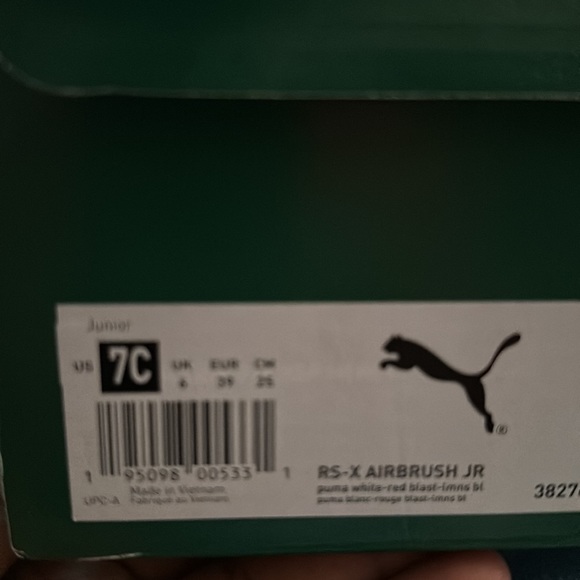 Junior
US 7C UK EUR CM
6 39 25
1 95098 00533 1
UPC-A Made in Vietnam
Fabriqué au Vietnam
®
RS-X AIRBRUSH JR
puma white-red blast-lmns bl
puma blanc-rouge blast-lmns bl
3827